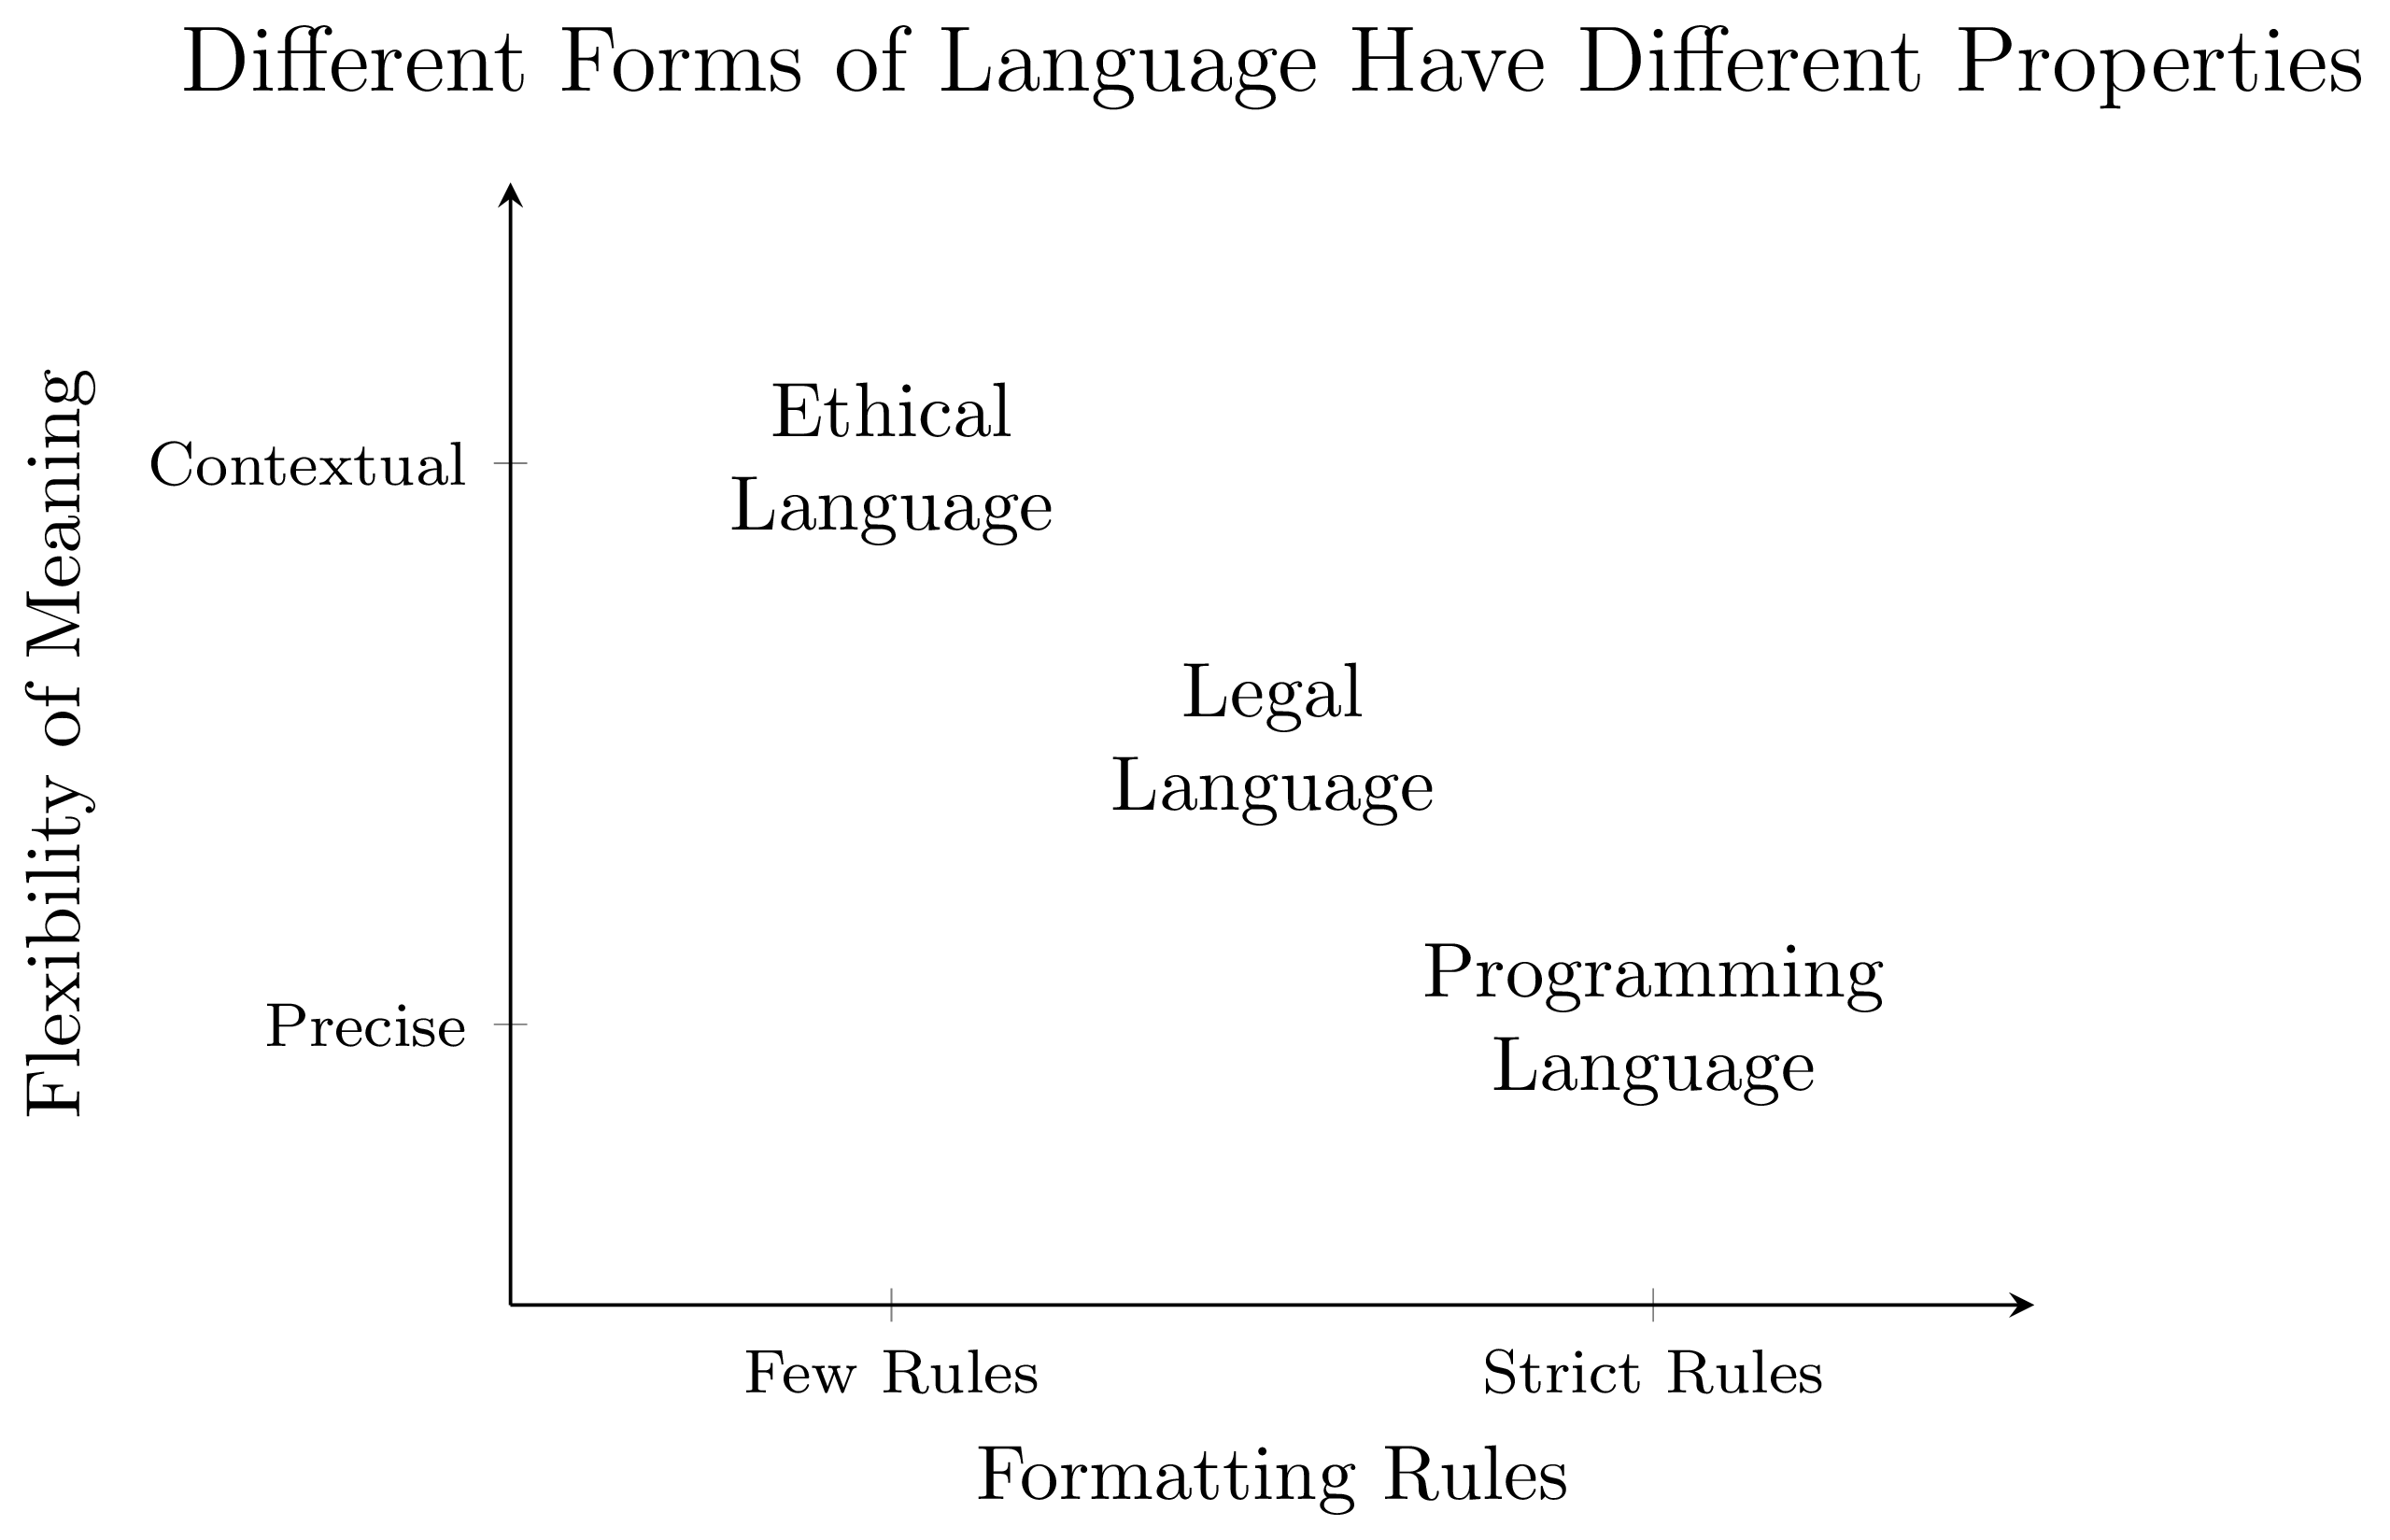 Different Forms of Language Have Different Properties
Flexibility of Meaning
Contextual
Precise
Ethical
Language
Legal
Language
Programming
Language
Few Rules
Strict Rules
Formatting Rules